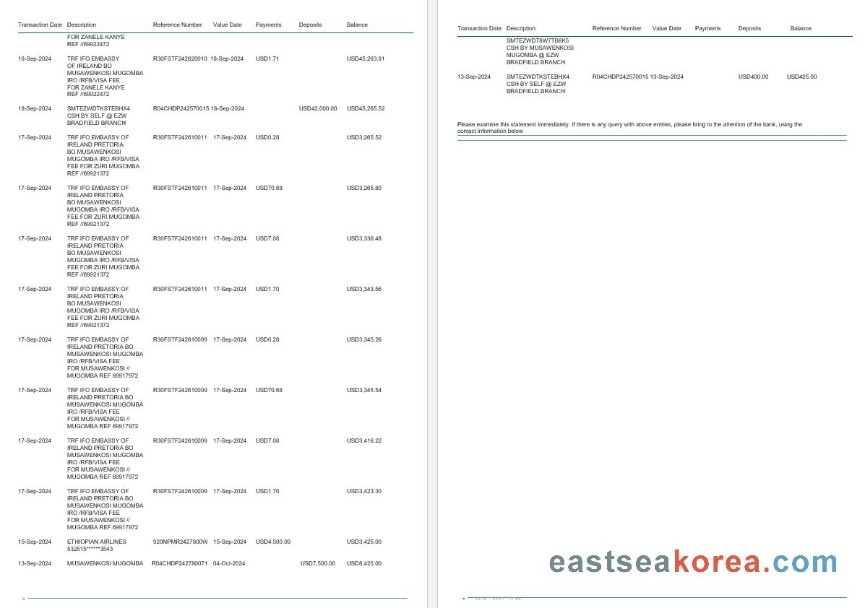 Transaction Date Description Reference Number Value Date Payments Deposits Balance
FOR ZANELE KANYE
REF //69922472
18-Sep-2024 TRF IFO EMBASSY R30FSTF242620010 18-Sep-2024 USD1.71 USD45,263.81
OF IRELAND BO
MUSAWENKOSI MUGOMBA
IRO /RFB/VISA FEE
FOR ZANELE KANYE
REF //69922472
18-Sep-2024 SMTEZWDTKSTEBHX4 R04CHDP242570015 18-Sep-2024 USD42,000.00 USD45,265.52
CSH BY SELF @ EZW
BRADFIELD BRANCH
17-Sep-2024 TRF IFO EMBASSY OF R30FSTF242610011 17-Sep-2024 USD0.28 USD3,265.52
IRELAND PRETORIA
BO MUSAWENKOSI
MUGOMBA IRO /RFB/VISA
FEE FOR ZURI MUGOMBA
REF //69921372
17-Sep-2024 TRF IFO EMBASSY OF R30FSTF242610011 17-Sep-2024 USD70.68 USD3,265.80
IRELAND PRETORIA
BO MUSAWENKOSI
MUGOMBA IRO /RFB/VISA
FEE FOR ZURI MUGOMBA
REF //69921372
17-Sep-2024 TRF IFO EMBASSY OF R30FSTF242610011 17-Sep-2024 USD7.08 USD3,336.48
IRELAND PRETORIA
BO MUSAWENKOSI
MUGOMBA IRO /RFB/VISA
FEE FOR ZURI MUGOMBA
REF //69921372
17-Sep-2024 TRF IFO EMBASSY OF R30FSTF242610011 17-Sep-2024 USD1.70 USD3,343.56
IRELAND PRETORIA
BO MUSAWENKOSI
MUGOMBA IRO /RFB/VISA
FEE FOR ZURI MUGOMBA
REF //69921372
17-Sep-2024 TRF IFO EMBASSY OF R30FSTF242610009 17-Sep-2024 USD0.28 USD3,345.26
IRELAND PRETORIA BO
MUSAWENKOSI MUGOMBA
IRO /RFB/VISA FEE
FOR MUSAWENKOSI //
MUGOMBA REF 69917972
17-Sep-2024 TRF IFO EMBASSY OF R30FSTF242610009 17-Sep-2024 USD70.68 USD3,345.54
IRELAND PRETORIA BO
MUSAWENKOSI MUGOMBA
IRO /RFB/VISA FEE
FOR MUSAWENKOSI //
MUGOMBA REF 69917972
17-Sep-2024 TRF IFO EMBASSY OF R30FSTF242610009 17-Sep-2024 USD7.08 USD3,416.22
IRELAND PRETORIA BO
MUSAWENKOSI MUGOMBA
IRO /RFB/VISA FEE
FOR MUSAWENKOSI //
MUGOMBA REF 69917972
17-Sep-2024 TRF IFO EMBASSY OF R30FSTF242610009 17-Sep-2024 USD1.70 USD3,423.30
IRELAND PRETORIA BO
MUSAWENKOSI MUGOMBA
IRO /RFB/VISA FEE
FOR MUSAWENKOSI //
MUGOMBA REF 69917972
15-Sep-2024 ETHIOPIAN AIRLINES 920NPMR2427800W 15-Sep-2024 USD4,500.00 USD3,425.00
532515******3543
13-Sep-2024 MUSAWENKOSI MUGOMBA R04CHDP242780071 04-Oct-2024 USD7,500.00 USD8,425.00
Transaction Date Description Reference Number Value Date Payments Deposits Balance
SMTEZWDT8W7TB6K5
CSH BY MUSAWENKOSI
MUGOMBA @ EZW
BRADFIELD BRANCH
13-Sep-2024 SMTEZWDTKSTEBHX4 R04CHDP242570015 13-Sep-2024 USD400.00 USD425.00
CSH BY SELF @ EZW
BRADFIELD BRANCH
Please examine this statement immediately. If there is any query with above entities, please bring to the attention of the bank, using the
contact information below
eastseakorea.com